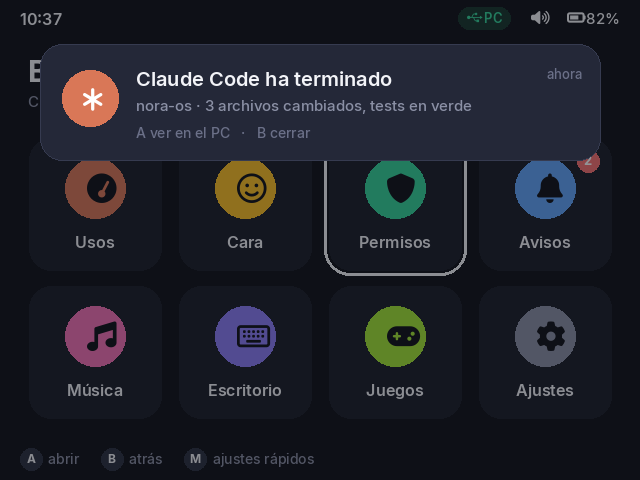 10:37
PC
82%
Claude Code ha terminado
ahora
nora-os · 3 archivos cambiados, tests en verde
A ver en el PC · B cerrar
2
Usos
Cara
Permisos
Avisos
Música
Escritorio
Juegos
Ajustes
A abrir
B atrás
M ajustes rápidos